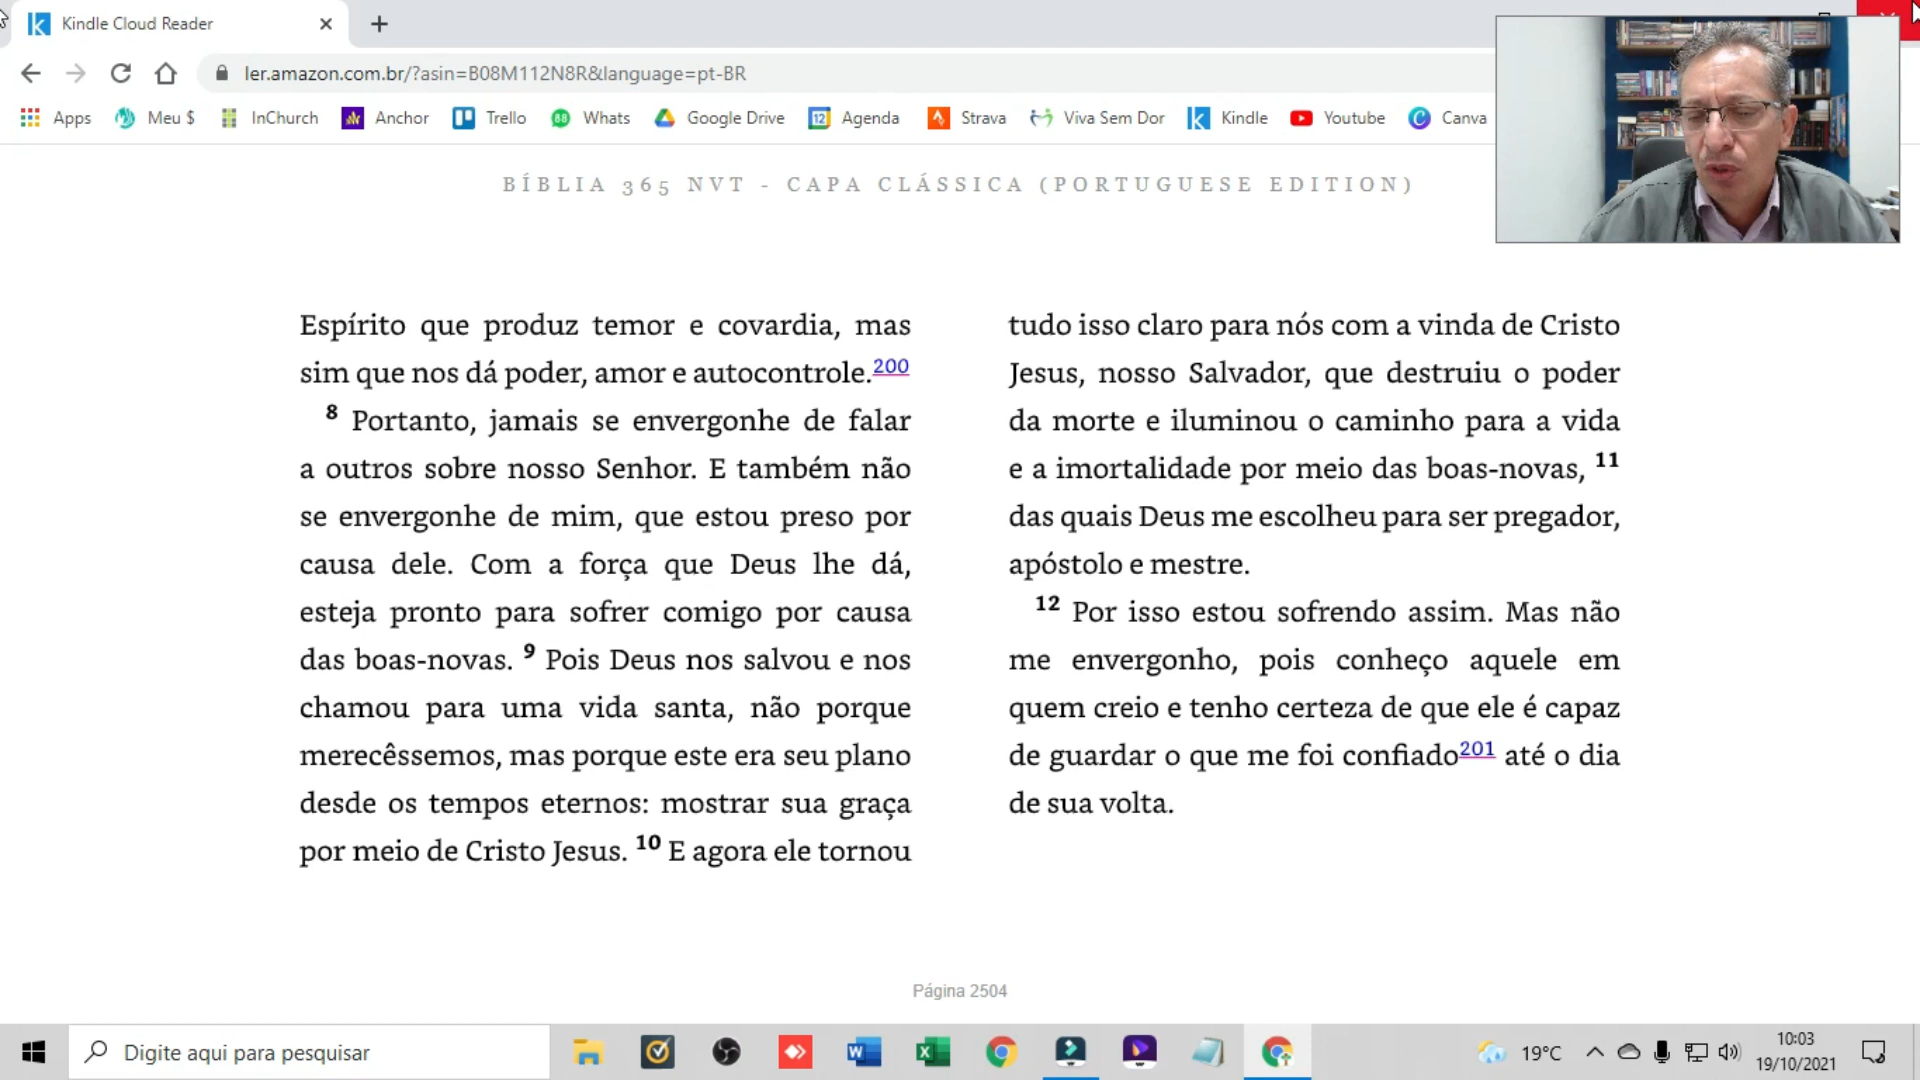 Kindle Cloud Reader
ler.amazon.com.br/?asin=B08M112N8R&language=pt-BR
Apps Meu $ InChurch Anchor Trello Whats Google Drive Agenda Strava Viva Sem Dor Kindle Youtube Canva
BÍBLIA 365 NVT - CAPA CLÁSSICA (PORTUGUESE EDITION)
Espírito que produz temor e covardia, mas
sim que nos dá poder, amor e autocontrole.200
8 Portanto, jamais se envergonhe de falar
a outros sobre nosso Senhor. E também não
se envergonhe de mim, que estou preso por
causa dele. Com a força que Deus lhe dá,
esteja pronto para sofrer comigo por causa
das boas-novas. 9 Pois Deus nos salvou e nos
chamou para uma vida santa, não porque
merecêssemos, mas porque este era seu plano
desde os tempos eternos: mostrar sua graça
por meio de Cristo Jesus. 10 E agora ele tornou
tudo isso claro para nós com a vinda de Cristo
Jesus, nosso Salvador, que destruiu o poder
da morte e iluminou o caminho para a vida
e a imortalidade por meio das boas-novas, 11
das quais Deus me escolheu para ser pregador,
apóstolo e mestre.
12 Por isso estou sofrendo assim. Mas não
me envergonho, pois conheço aquele em
quem creio e tenho certeza de que ele é capaz
de guardar o que me foi confiado201 até o dia
de sua volta.
Página 2504
Digite aqui para pesquisar
19°C
10:03
19/10/2021